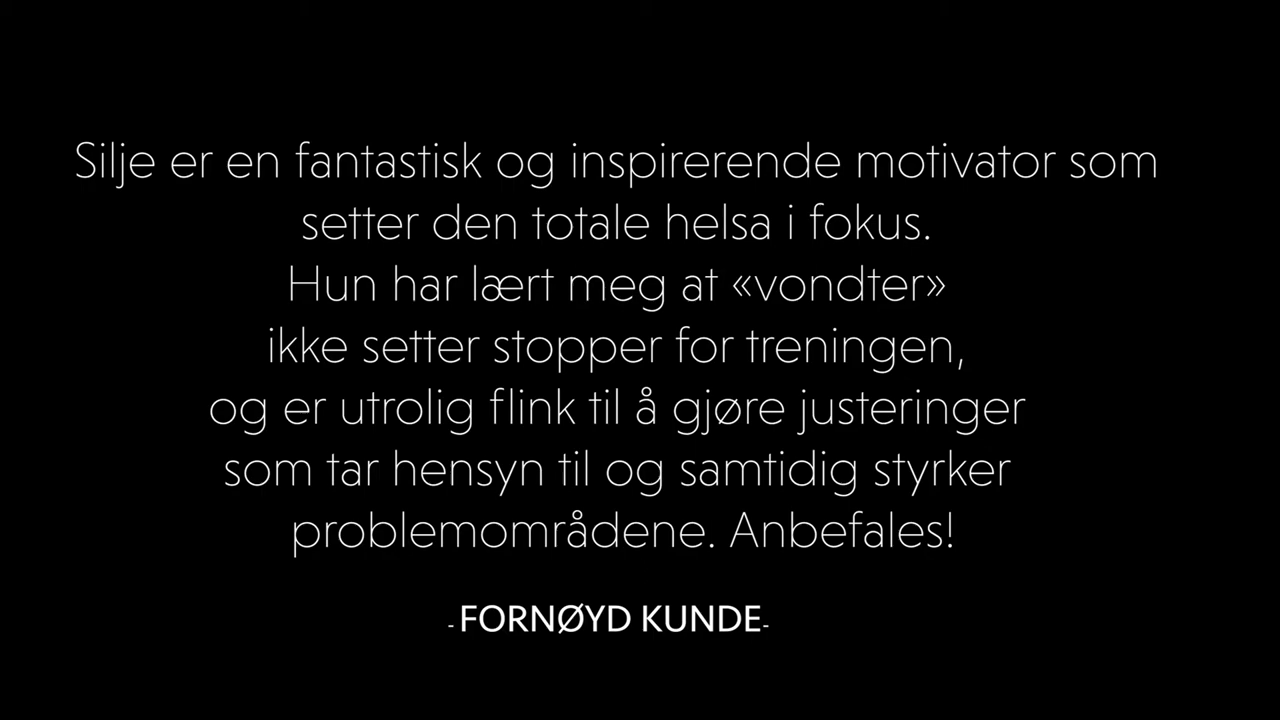 Silje er en fantastisk og inspirerende motivator som
setter den totale helsa i fokus.
Hun har lært meg at «vondter»
ikke setter stopper for treningen,
og er utrolig flink til å gjøre justeringer
som tar hensyn til og samtidig styrker
problemområdene. Anbefales!
- FORNØYD KUNDE-